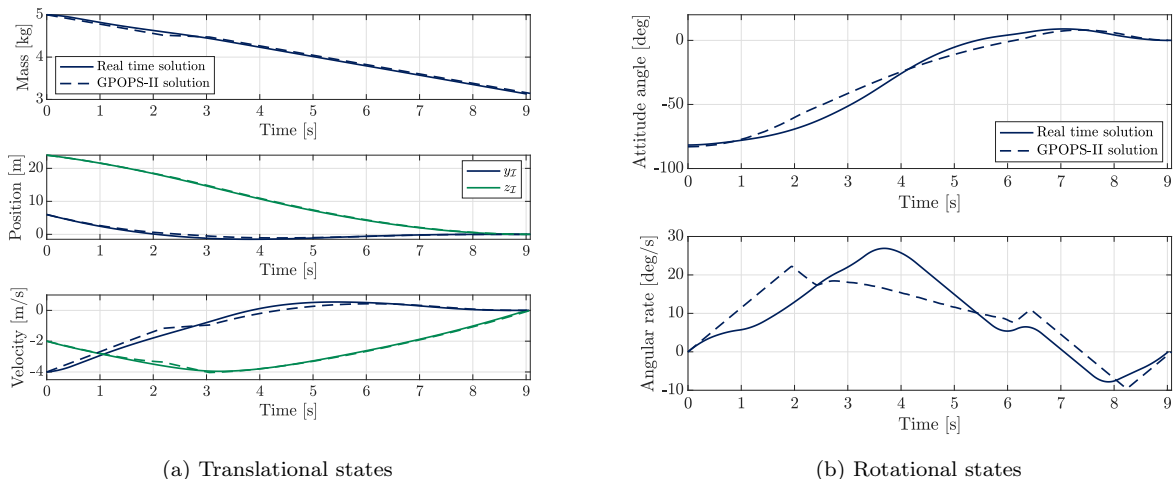 Mass [kg]
5
4
3
Real time solution
GPOPS-II solution
0 1 2 3 4 5 6 7 8 9
Time [s]
Position [m]
20
10
0
y_I
z_I
0 1 2 3 4 5 6 7 8 9
Time [s]
Velocity [m/s]
0
-2
-4
0 1 2 3 4 5 6 7 8 9
Time [s]
(a) Translational states
Attitude angle [deg]
0
-50
-100
Real time solution
GPOPS-II solution
0 1 2 3 4 5 6 7 8 9
Time [s]
Angular rate [deg/s]
30
20
10
0
-10
0 1 2 3 4 5 6 7 8 9
Time [s]
(b) Rotational states